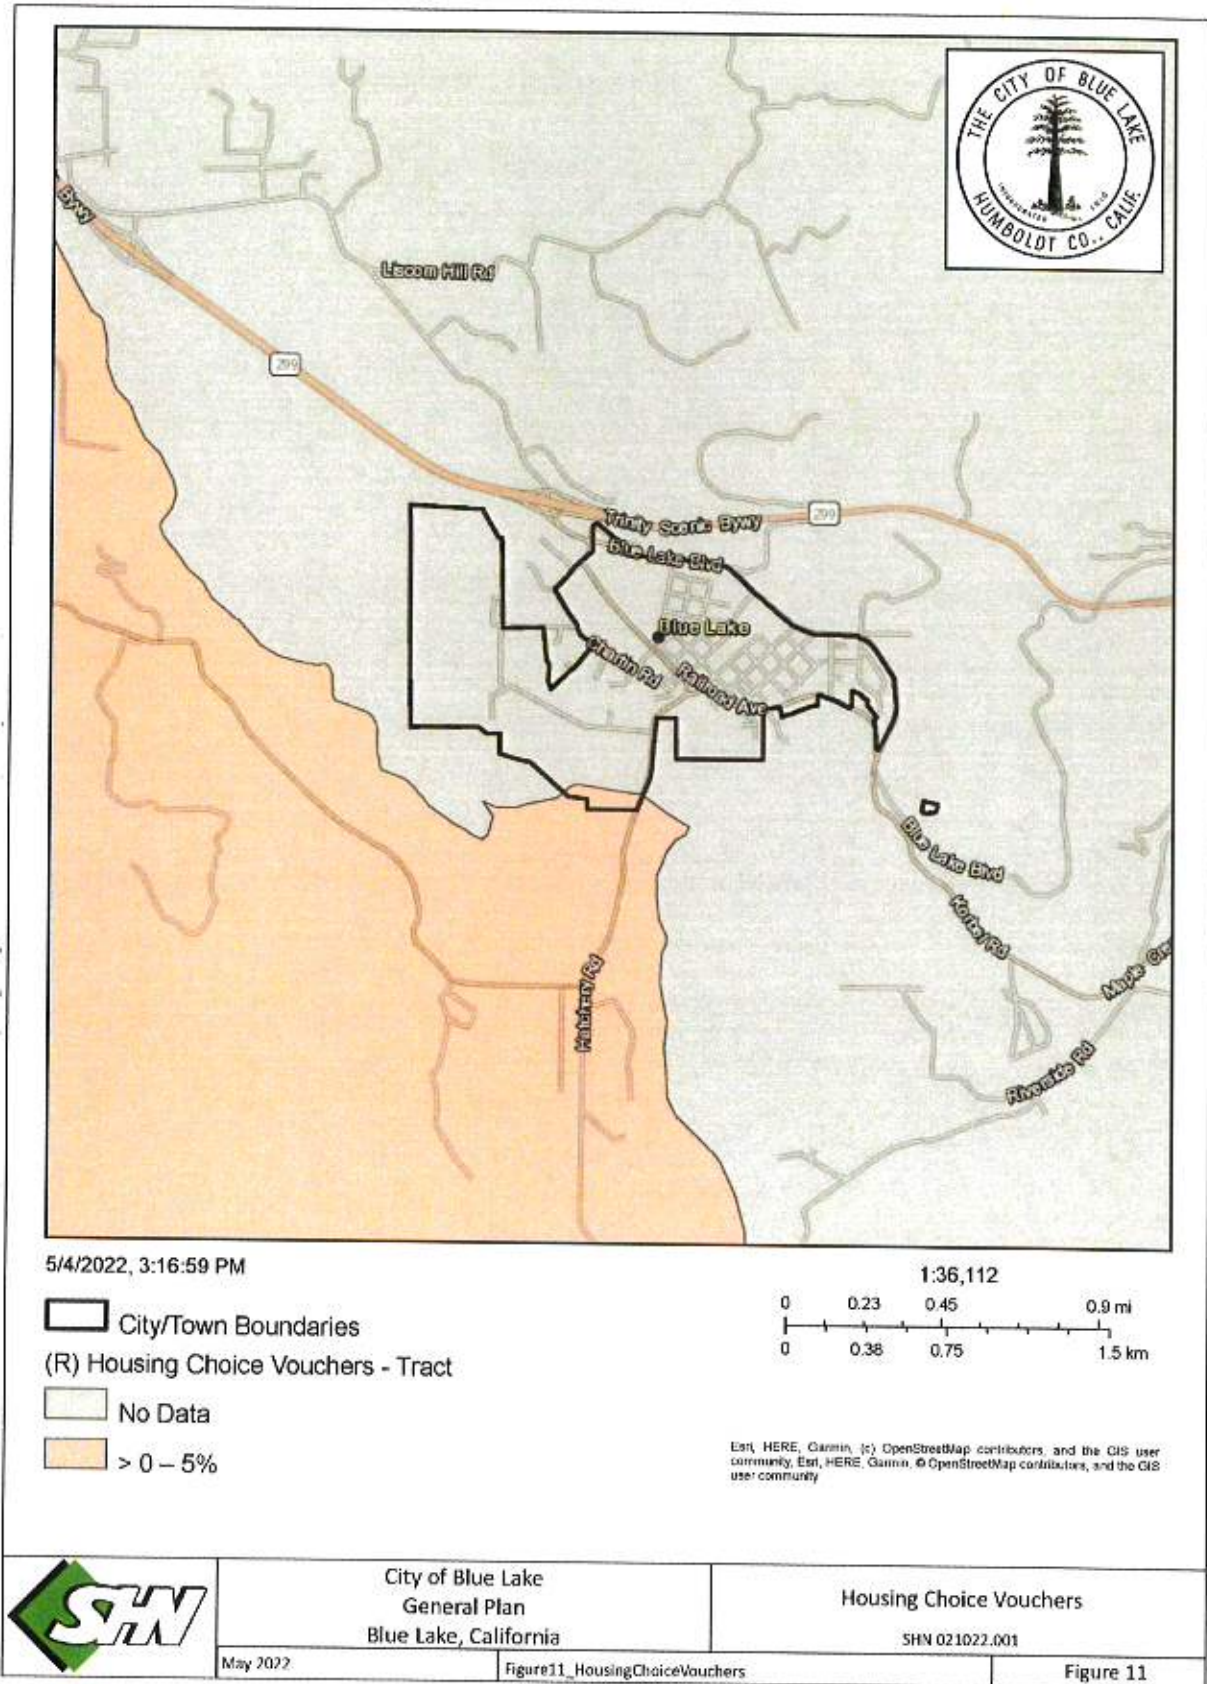 THE CITY OF BLUE LAKE
INCORPORATED
HUMBOLDT CO., CALIF.
Bywy
Liscom Hill Rd
299
Trinity Scenic Bywy
299
Blue Lake Blvd
Blue Lake
Chartin Rd
Railroad Ave
Blue Lake Blvd
Korbel Rd
Maple Cre
Hatchery Rd
Riverside Rd
5/4/2022, 3:16:59 PM
City/Town Boundaries
(R) Housing Choice Vouchers - Tract
No Data
> 0 – 5%
1:36,112
0 0.23 0.45 0.9 mi
0 0.38 0.75 1.5 km
Esri, HERE, Garmin, (c) OpenStreetMap contributors, and the GIS user
community, Esri, HERE, Garmin, © OpenStreetMap contributors, and the GIS
user community
SHN
City of Blue Lake
General Plan
Blue Lake, California
Housing Choice Vouchers
SHN 021022.001
May 2022
Figure11_HousingChoiceVouchers
Figure 11